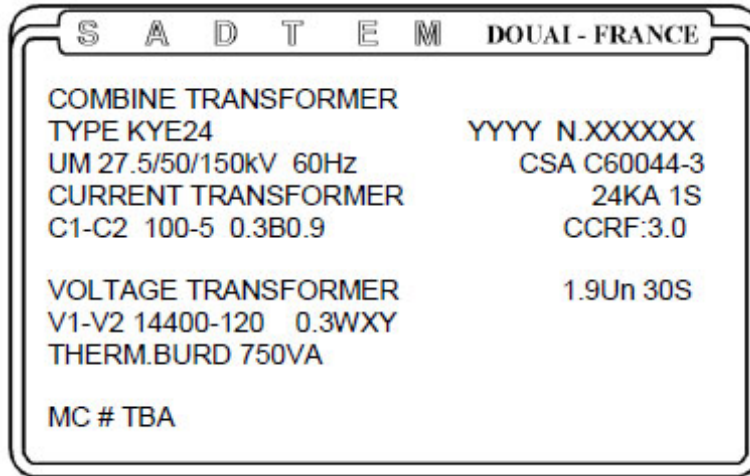 S A D T E M DOUAI - FRANCE
COMBINE TRANSFORMER
TYPE KYE24 YYYY N.XXXXXX
UM 27.5/50/150kV 60Hz CSA C60044-3
CURRENT TRANSFORMER 24KA 1S
C1-C2 100-5 0.3B0.9 CCRF:3.0
VOLTAGE TRANSFORMER 1.9Un 30S
V1-V2 14400-120 0.3WXY
THERM.BURD 750VA
MC # TBA